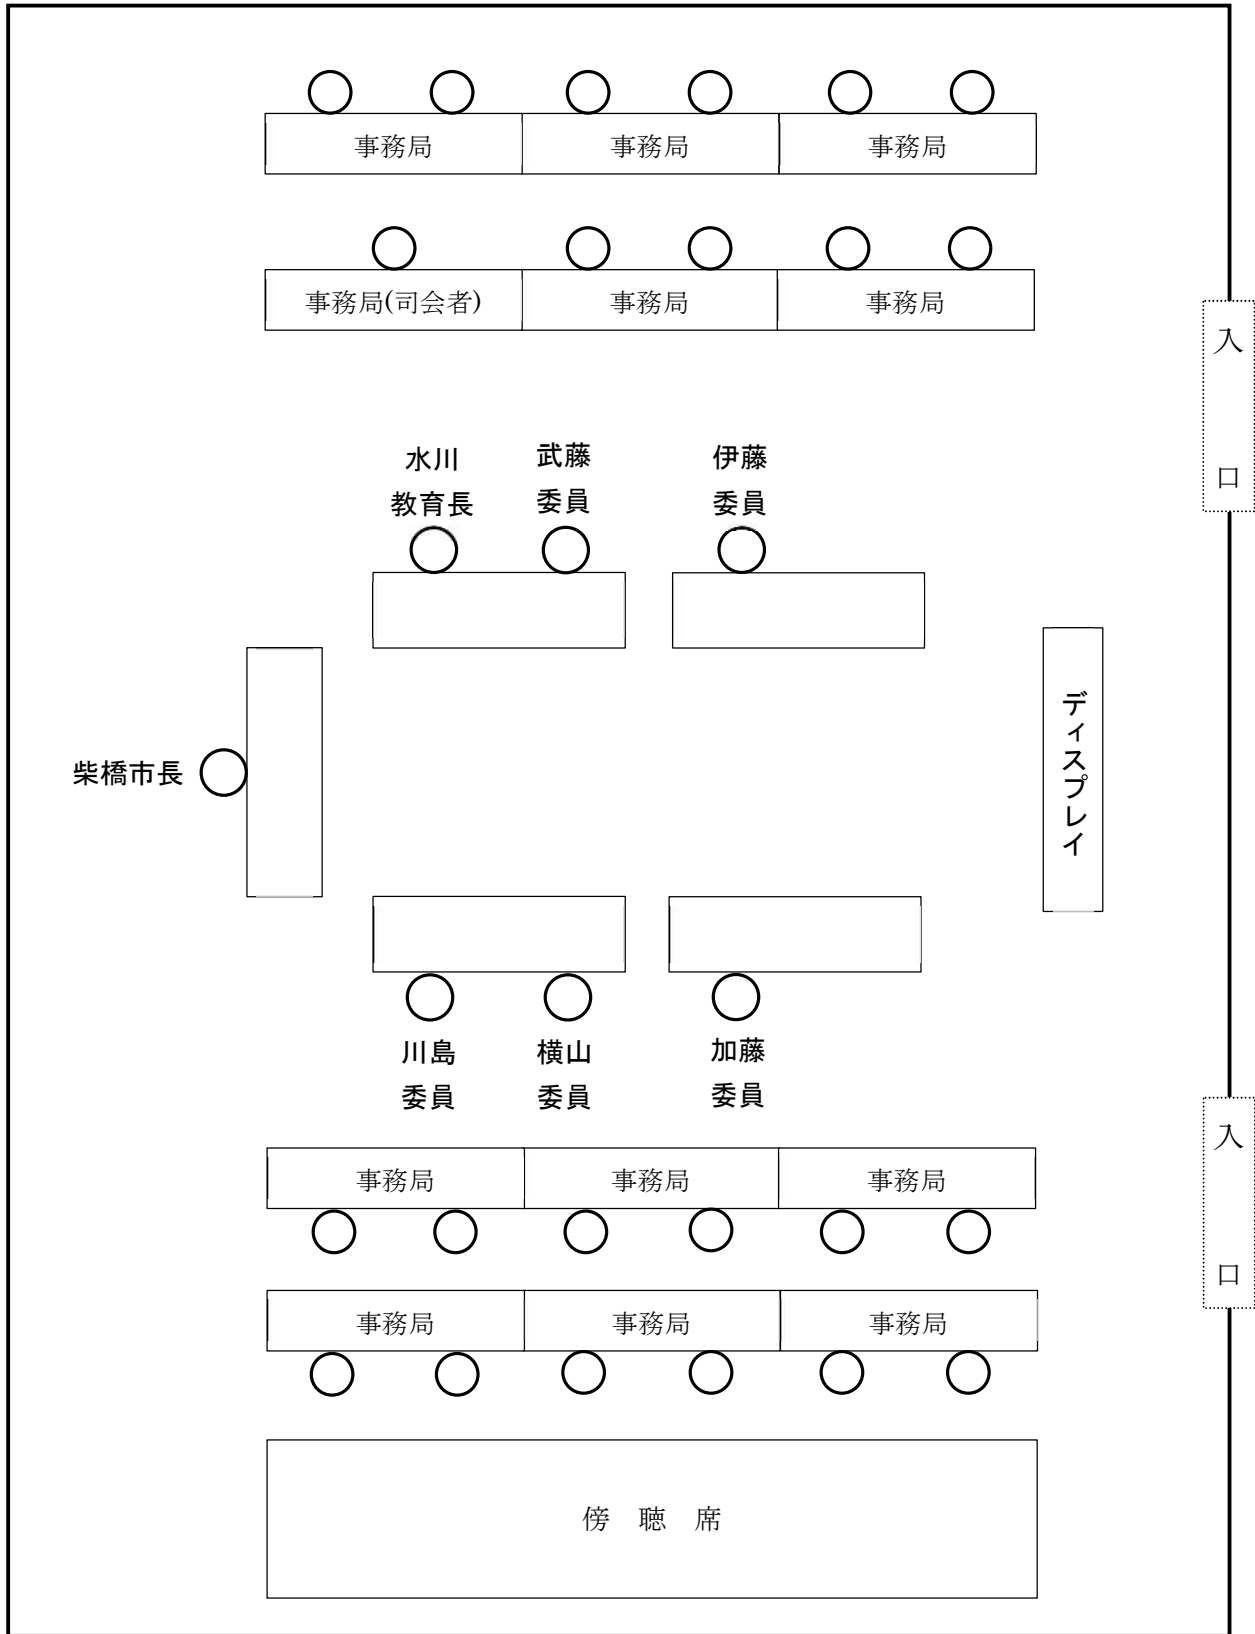 事務局
事務局
事務局
事務局(司会者)
事務局
事務局
入口
水川
教育長
武藤
委員
伊藤
委員
柴橋市長
ディスプレイ
川島
委員
横山
委員
加藤
委員
入口
事務局
事務局
事務局
事務局
事務局
事務局
傍 聴 席